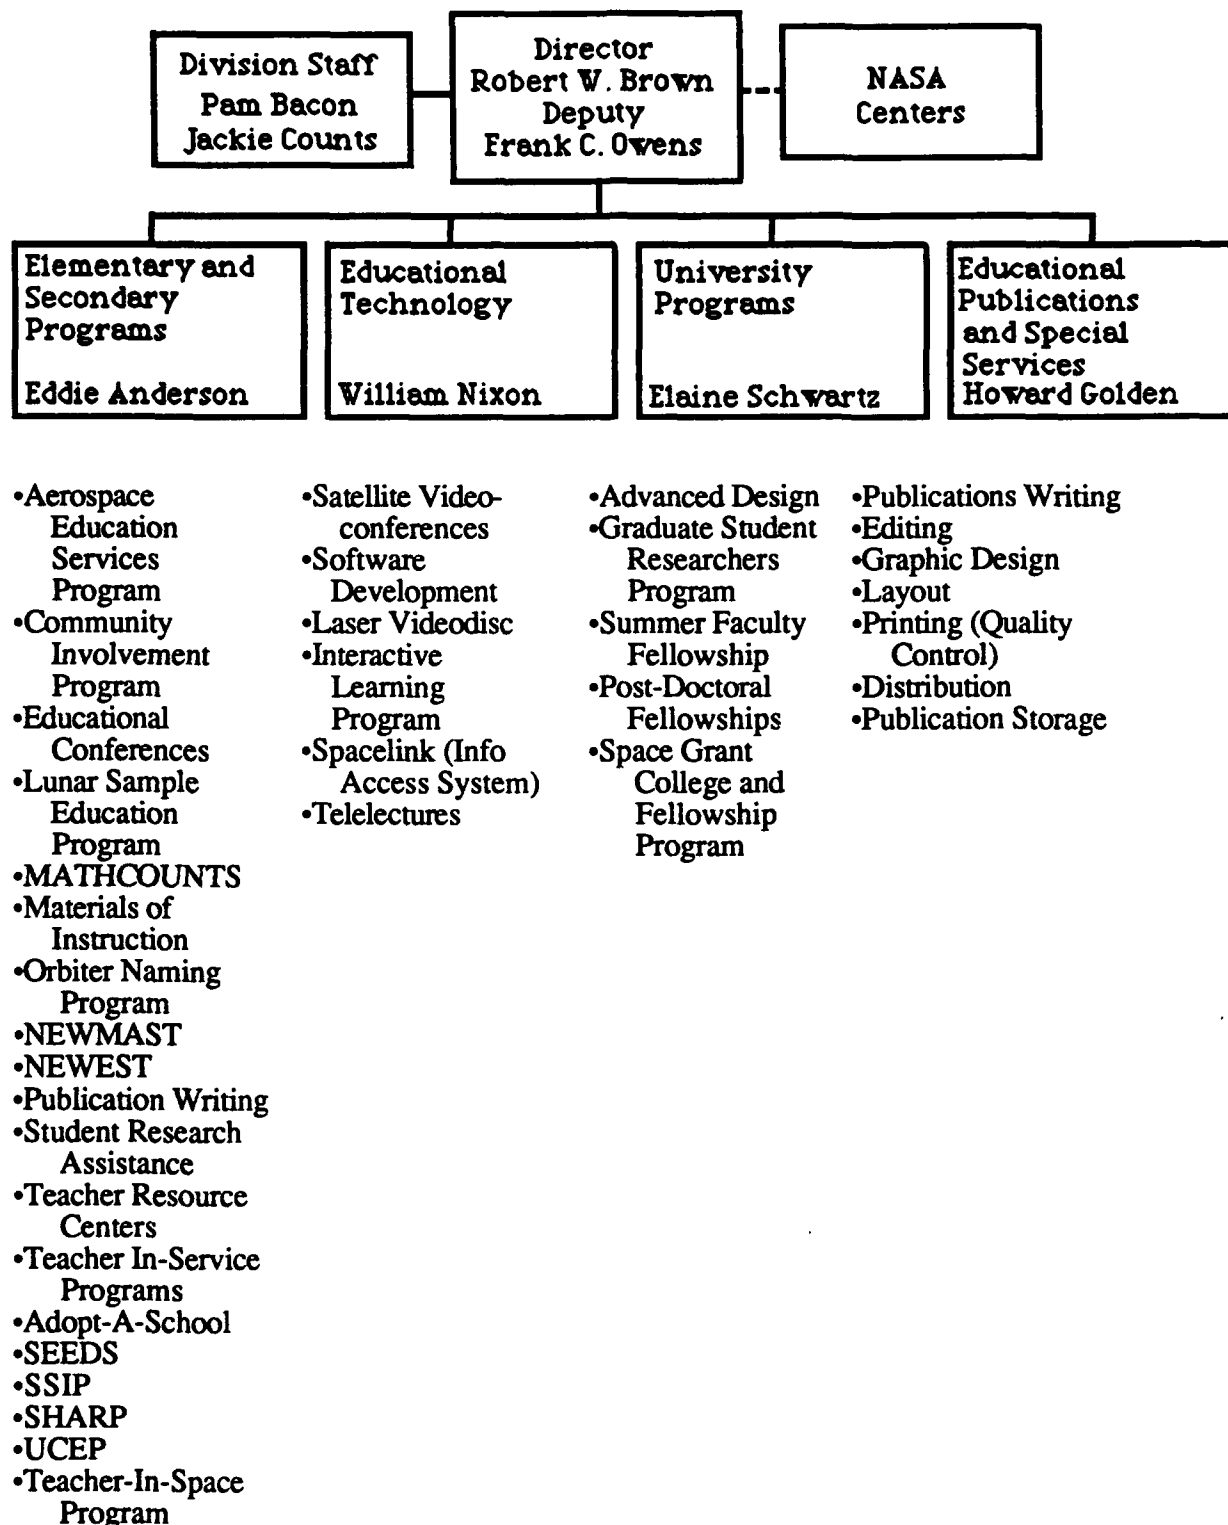 Division Staff
Pam Bacon
Jackie Counts
Director
Robert W. Brown
Deputy
Frank C. Owens
NASA
Centers
Elementary and
Secondary
Programs
Eddie Anderson
Educational
Technology
William Nixon
University
Programs
Elaine Schwartz
Educational
Publications
and Special
Services
Howard Golden
•Aerospace
Education
Services
Program
•Community
Involvement
Program
•Educational
Conferences
•Lunar Sample
Education
Program
•MATHCOUNTS
•Materials of
Instruction
•Orbiter Naming
Program
•NEWMAST
•NEWEST
•Publication Writing
•Student Research
Assistance
•Teacher Resource
Centers
•Teacher In-Service
Programs
•Adopt-A-School
•SEEDS
•SSIP
•SHARP
•UCEP
•Teacher-In-Space
Program
•Satellite Video-
conferences
•Software
Development
•Laser Videodisc
•Interactive
Learning
Program
•Spacelink (Info
Access System)
•Telelectures
•Advanced Design
•Graduate Student
Researchers
Program
•Summer Faculty
Fellowship
•Post-Doctoral
Fellowships
•Space Grant
College and
Fellowship
Program
•Publications Writing
•Editing
•Graphic Design
•Layout
•Printing (Quality
Control)
•Distribution
•Publication Storage